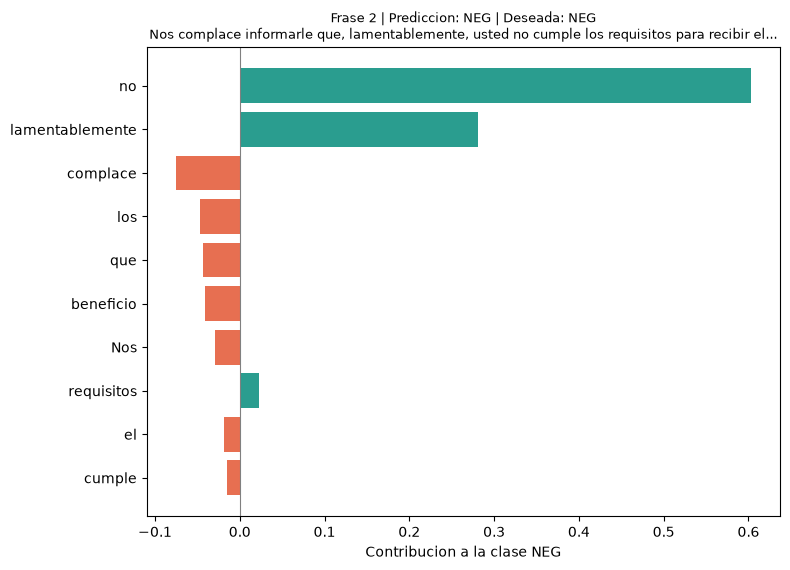 Frase 2 | Prediccion: NEG | Deseada: NEG
Nos complace informarle que, lamentablemente, usted no cumple los requisitos para recibir el...
no
lamentablemente
complace
los
que
beneficio
Nos
requisitos
el
cumple
−0.1 0.0 0.1 0.2 0.3 0.4 0.5 0.6
Contribucion a la clase NEG